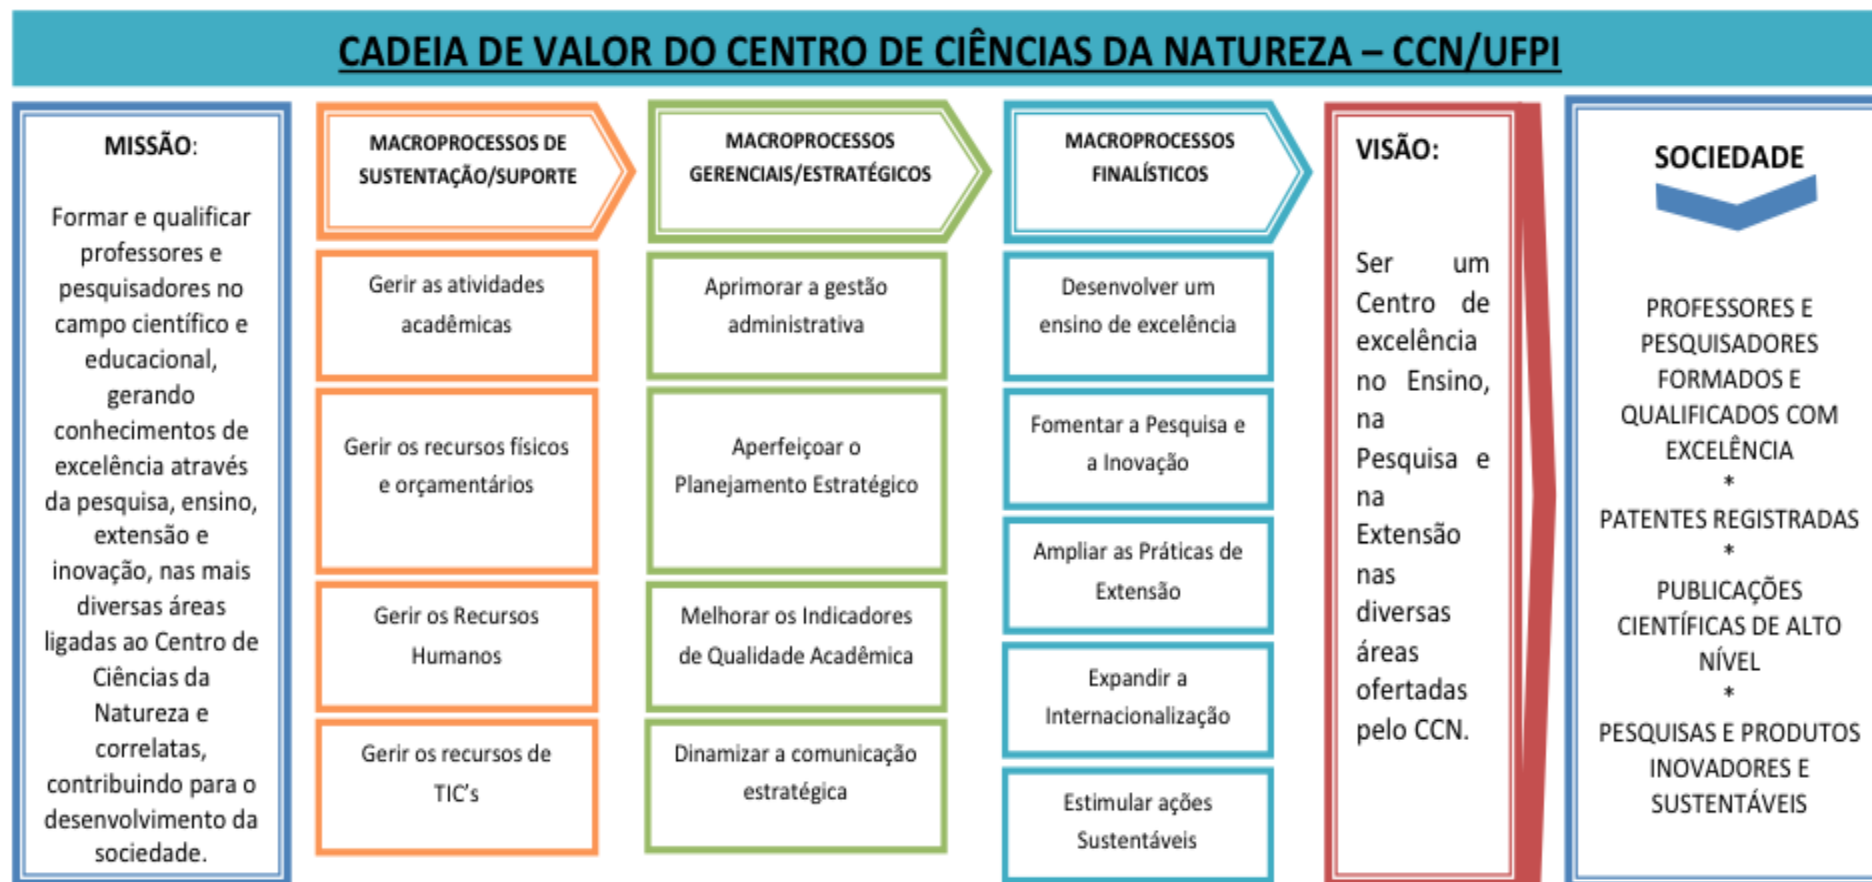 CADEIA DE VALOR DO CENTRO DE CIÊNCIAS DA NATUREZA – CCN/UFPI
MISSÃO:
Formar e qualificar
professores e
pesquisadores no
campo científico e
educacional,
gerando
conhecimentos de
excelência através
da pesquisa, ensino,
extensão e
inovação, nas mais
diversas áreas
ligadas ao Centro de
Ciências da
Natureza e
correlatas,
contribuindo para o
desenvolvimento da
sociedade.
MACROPROCESSOS DE
SUSTENTAÇÃO/SUPORTE
Gerir as atividades
acadêmicas
Gerir os recursos físicos
e orçamentários
Gerir os Recursos
Humanos
Gerir os recursos de
TIC’s
MACROPROCESSOS
GERENCIAIS/ESTRATÉGICOS
Aprimorar a gestão
administrativa
Aperfeiçoar o
Planejamento Estratégico
Melhorar os Indicadores
de Qualidade Acadêmica
Dinamizar a comunicação
estratégica
MACROPROCESSOS
FINALÍSTICOS
Desenvolver um
ensino de excelência
Fomentar a Pesquisa e
a Inovação
Ampliar as Práticas de
Extensão
Expandir a
Internacionalização
Estimular ações
Sustentáveis
VISÃO:
Ser um
Centro de
excelência
no Ensino,
na
Pesquisa e
na
Extensão
nas
diversas
áreas
ofertadas
pelo CCN.
SOCIEDADE
PROFESSORES E
PESQUISADORES
FORMADOS E
QUALIFICADOS COM
EXCELÊNCIA
*
PATENTES REGISTRADAS
*
PUBLICAÇÕES
CIENTÍFICAS DE ALTO
NÍVEL
*
PESQUISAS E PRODUTOS
INOVADORES E
SUSTENTÁVEIS